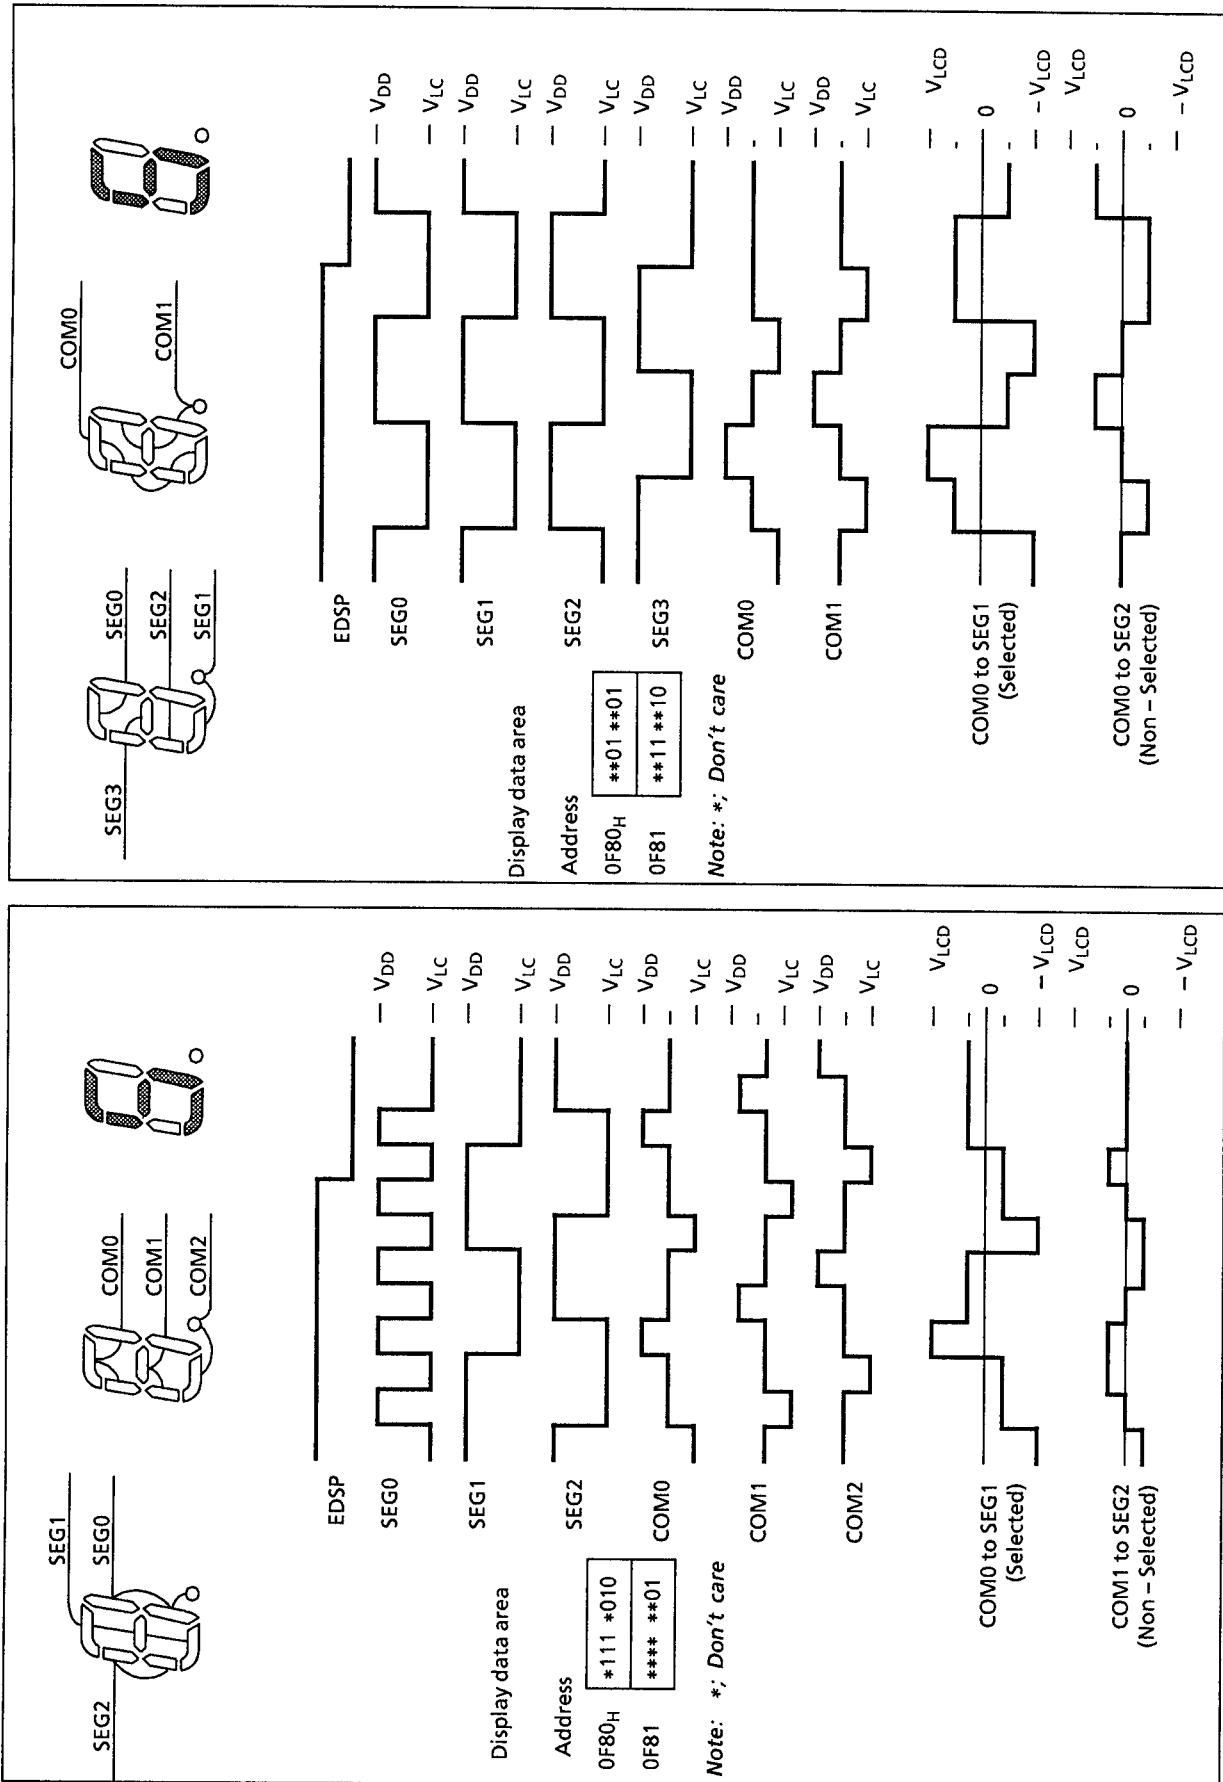 SEG3
SEG0
SEG2
SEG1
COM0
COM1
EDSP
SEG0
VDD
VLC
SEG1
VDD
VLC
SEG2
VDD
VLC
SEG3
VDD
VLC
COM0
VDD
VLC
COM1
VDD
VLC
Display data area
Address
0F80H **01 **01
0F81 **11 **10
Note: *; Don't care
COM0 to SEG1
(Selected)
VLCD
0
– VLCD
COM0 to SEG2
(Non – Selected)
VLCD
0
– VLCD
SEG2
SEG1
SEG0
COM0
COM1
COM2
EDSP
SEG0
VDD
VLC
SEG1
VDD
VLC
SEG2
VDD
VLC
COM0
VDD
VLC
COM1
VDD
VLC
COM2
VDD
VLC
Display data area
Address
0F80H *111 *010
0F81 **** **01
Note: *; Don't care
COM0 to SEG1
(Selected)
VLCD
0
– VLCD
COM1 to SEG2
(Non – Selected)
VLCD
0
– VLCD